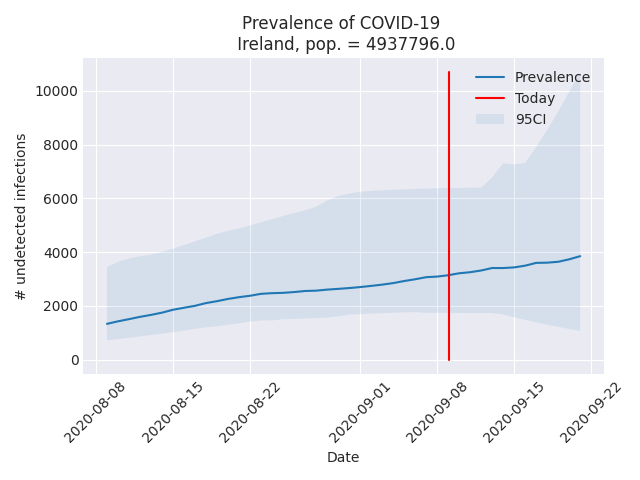 Prevalence of COVID-19
Ireland, pop. = 4937796.0
Prevalence
Today
95CI
10000
8000
6000
4000
2000
0
# undetected infections
2020-08-08
2020-08-15
2020-08-22
2020-09-01
2020-09-08
2020-09-15
2020-09-22
Date